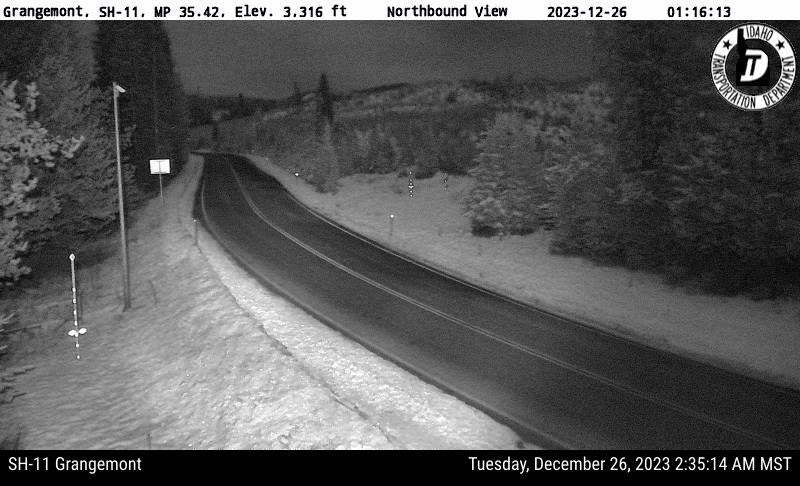 Grangemont, SH-11, MP 35.42, Elev. 3,316 ft Northbound View 2023-12-26 01:16:13
IDAHO
TRANSPORTATION DEPARTMENT
SH-11 Grangemont Tuesday, December 26, 2023 2:35:14 AM MST